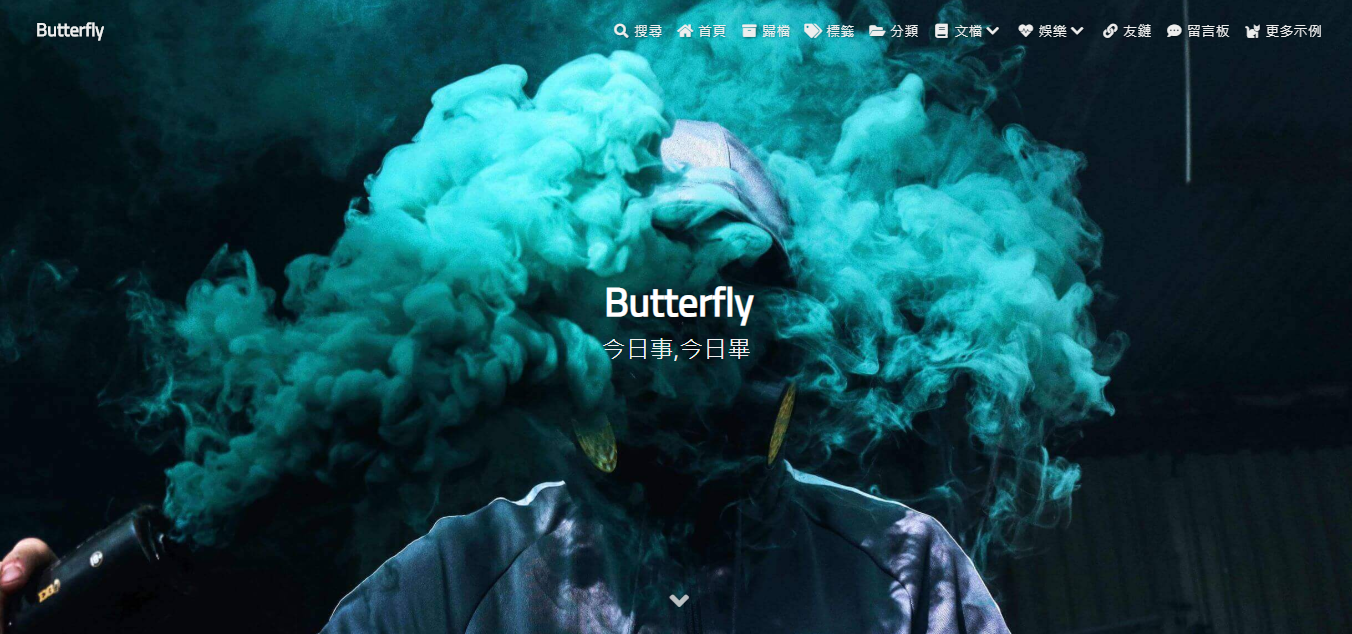 Butterfly
搜尋 首頁 歸檔 標籤 分類 文檔 娛樂 友鏈 留言板 更多示例
Butterfly
今日事,今日畢